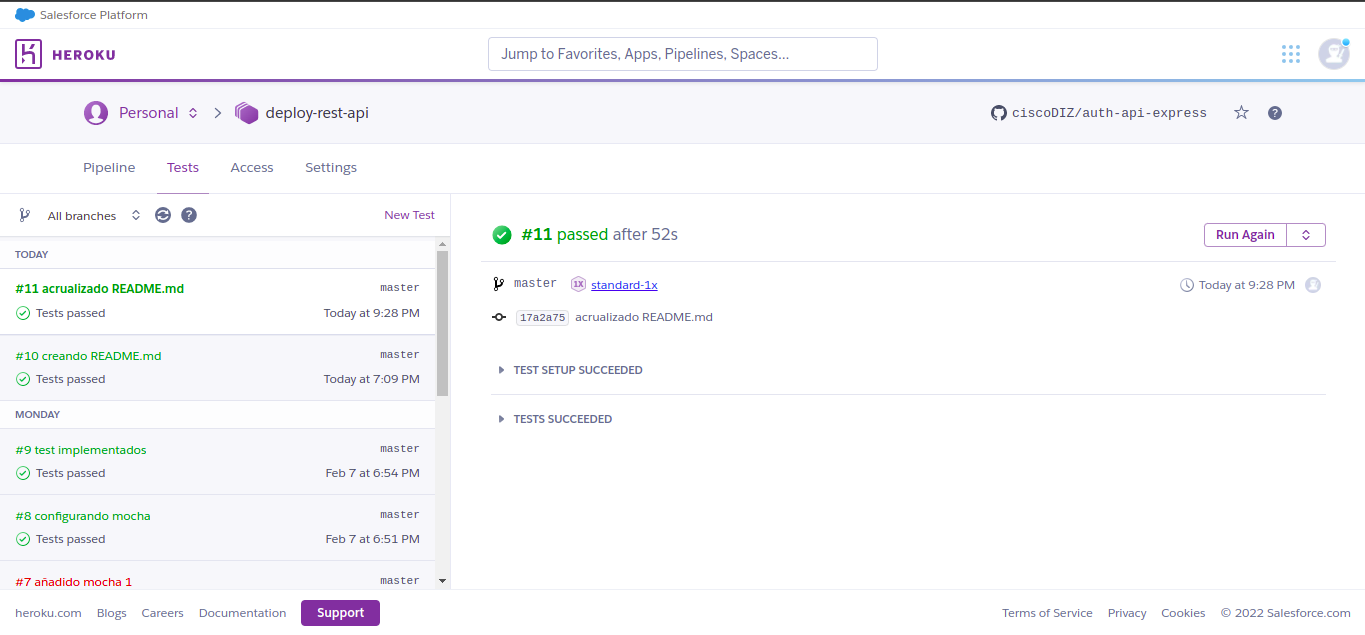 Salesforce Platform
HEROKU
Jump to Favorites, Apps, Pipelines, Spaces...
Personal
deploy-rest-api
ciscoDIZ/auth-api-express
?
Pipeline
Tests
Access
Settings
All branches
?
New Test
TODAY
#11 acrualizado README.md
master
Tests passed
Today at 9:28 PM
#10 creando README.md
master
Tests passed
Today at 7:09 PM
MONDAY
#9 test implementados
master
Tests passed
Feb 7 at 6:54 PM
#8 configurando mocha
master
Tests passed
Feb 7 at 6:51 PM
#7 añadido mocha 1
master
#11 passed after 52s
Run Again
master
1X
standard-1x
Today at 9:28 PM
17a2a75
acrualizado README.md
TEST SETUP SUCCEEDED
TESTS SUCCEEDED
heroku.com
Blogs
Careers
Documentation
Support
Terms of Service
Privacy
Cookies
© 2022 Salesforce.com